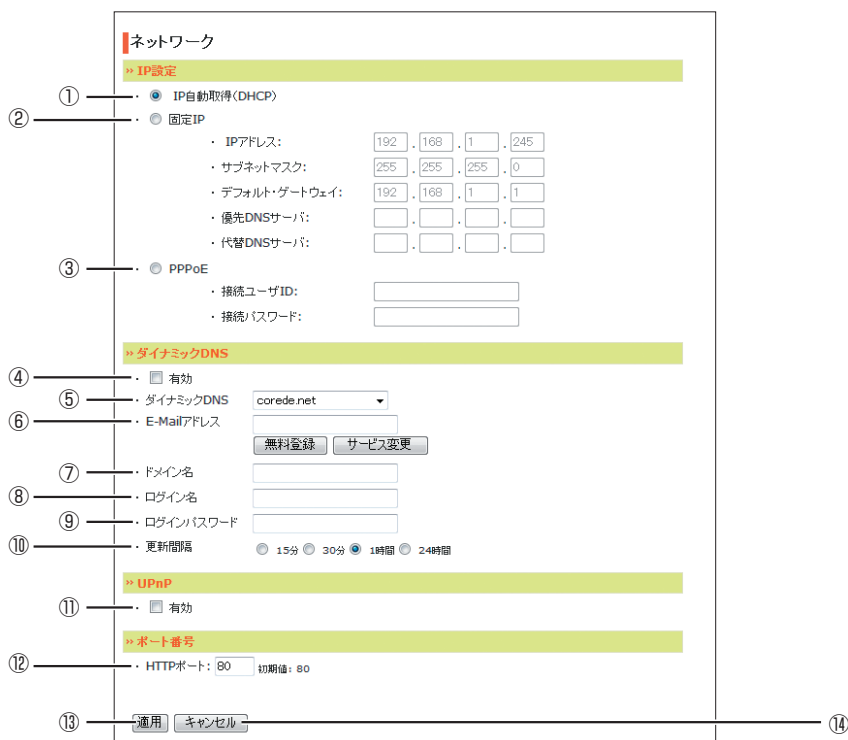 ネットワーク
» IP設定
① ・ IP自動取得(DHCP)
② ・ 固定IP
・ IPアドレス: 192 . 168 . 1 . 245
・ サブネットマスク: 255 . 255 . 255 . 0
・ デフォルト・ゲートウェイ: 192 . 168 . 1 . 1
・ 優先DNSサーバ: . . .
・ 代替DNSサーバ: . . .
③ ・ PPPoE
・ 接続ユーザID:
・ 接続パスワード:
» ダイナミックDNS
④ ・ 有効
⑤ ・ ダイナミックDNS corede.net
⑥ ・ E-Mailアドレス
無料登録 サービス変更
⑦ ・ ドメイン名
⑧ ・ ログイン名
⑨ ・ ログインパスワード
⑩ ・ 更新間隔 15分 30分 1時間 24時間
» UPnP
⑪ ・ 有効
» ポート番号
⑫ ・ HTTPポート: 80 初期値: 80
⑬ 適用 キャンセル ⑭